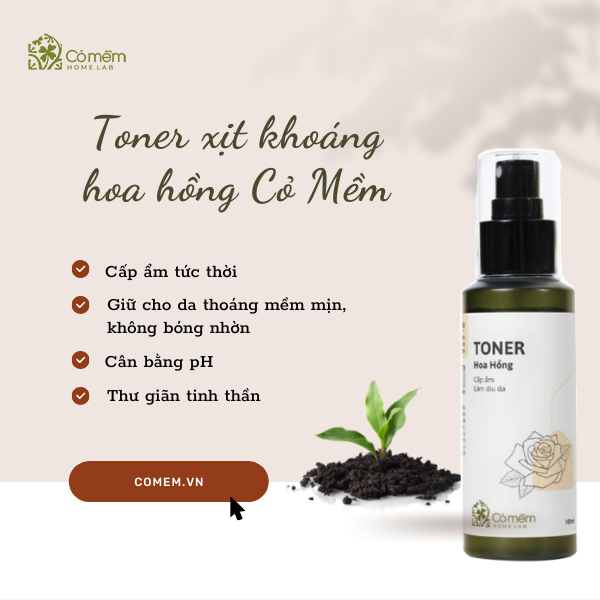 Cỏ mềm
HOME LAB
Toner xịt khoáng
hoa hồng Cỏ Mềm
Cấp ẩm tức thời
Giữ cho da thoáng mềm mịn,
không bóng nhờn
Cân bằng pH
Thư giãn tinh thần
COMEM.VN
TONER
Hoa Hồng
Cấp ẩm
Làm dịu da
Cỏ mềm
HOME LAB